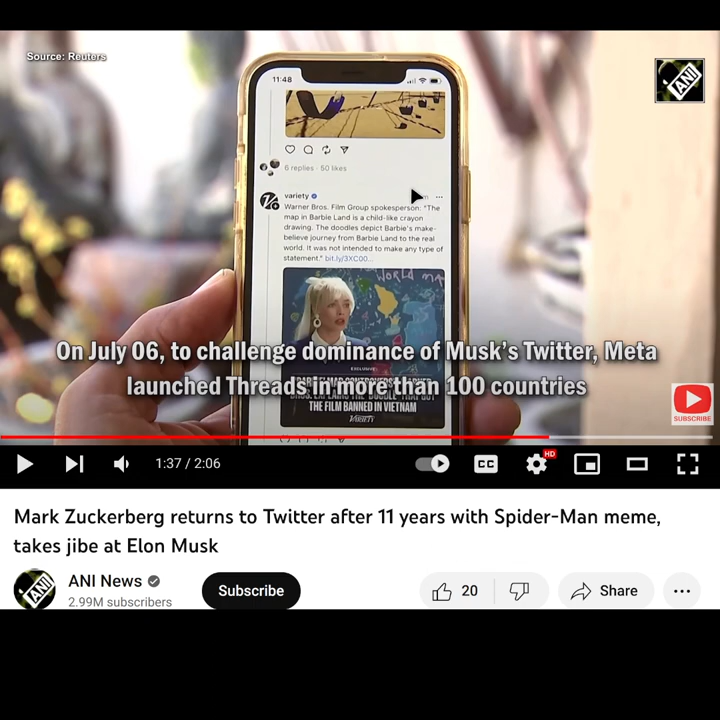 Source: Reuters
ANI
11:48
6 replies · 50 likes
variety
Warner Bros. Film Group spokesperson: "The
map in Barbie Land is a child-like crayon
drawing. The doodles depict Barbie's make-
believe journey from Barbie Land to the real
world. It was not intended to make any type of
statement." bit.ly/3XC00...
WORLD MA
EXCLUSIVE:
THE FILM BANNED IN VIETNAM
VARIETY
On July 06, to challenge dominance of Musk's Twitter, Meta
launched Threads in more than 100 countries
SUBSCRIBE
1:37 / 2:06
CC
HD
Mark Zuckerberg returns to Twitter after 11 years with Spider-Man meme,
takes jibe at Elon Musk
ANI
ANI News
2.99M subscribers
Subscribe
20
Share